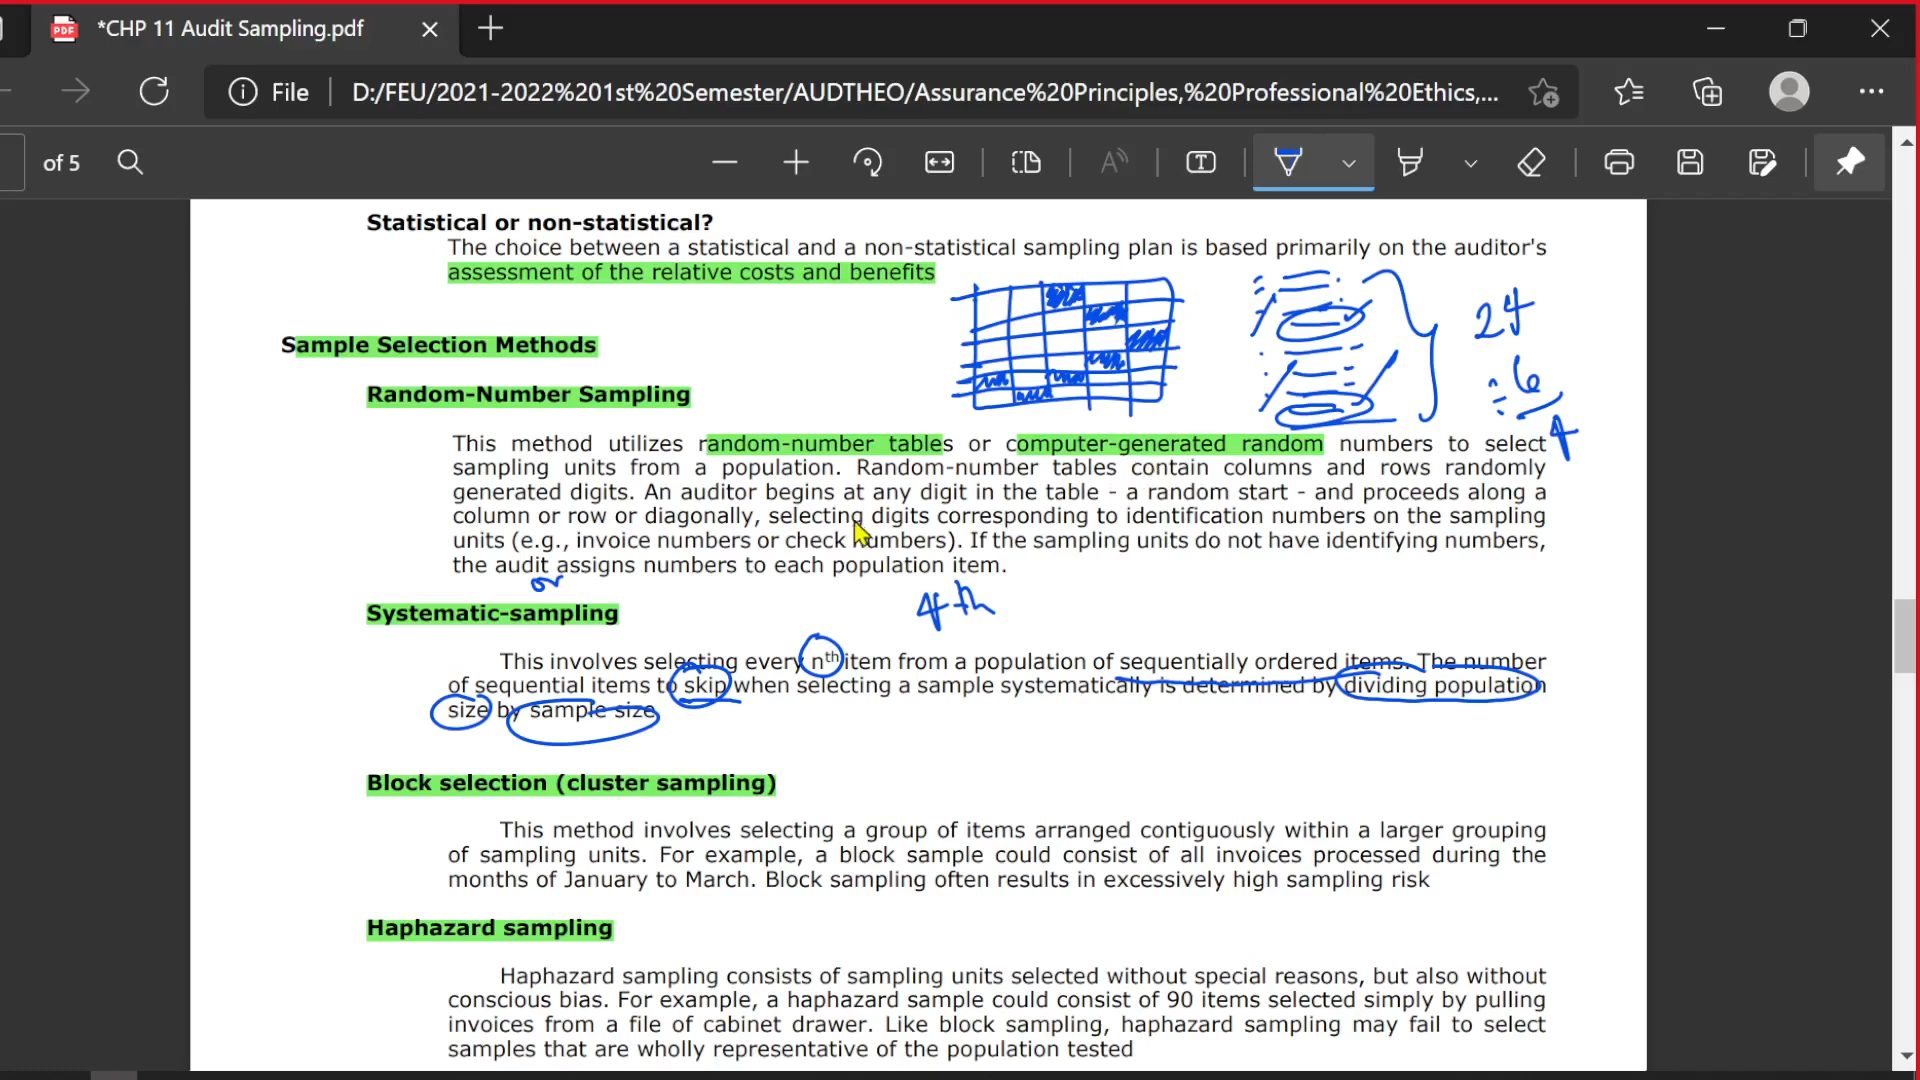 *CHP 11 Audit Sampling.pdf
File
D:/FEU/2021-2022%201st%20Semester/AUDTHEO/Assurance%20Principles,%20Professional%20Ethics,...
of 5
Statistical or non-statistical?
The choice between a statistical and a non-statistical sampling plan is based primarily on the auditor's
assessment of the relative costs and benefits
24
Sample Selection Methods
÷ 6
Random-Number Sampling
4
This method utilizes random-number tables or computer-generated random numbers to select
sampling units from a population. Random-number tables contain columns and rows randomly
generated digits. An auditor begins at any digit in the table - a random start - and proceeds along a
column or row or diagonally, selecting digits corresponding to identification numbers on the sampling
units (e.g., invoice numbers or check numbers). If the sampling units do not have identifying numbers,
the audit assigns numbers to each population item.
or
4th
Systematic-sampling
This involves selecting every nth item from a population of sequentially ordered items. The number
of sequential items to skip when selecting a sample systematically is determined by dividing population
size by sample size
Block selection (cluster sampling)
This method involves selecting a group of items arranged contiguously within a larger grouping
of sampling units. For example, a block sample could consist of all invoices processed during the
months of January to March. Block sampling often results in excessively high sampling risk
Haphazard sampling
Haphazard sampling consists of sampling units selected without special reasons, but also without
conscious bias. For example, a haphazard sample could consist of 90 items selected simply by pulling
invoices from a file of cabinet drawer. Like block sampling, haphazard sampling may fail to select
samples that are wholly representative of the population tested